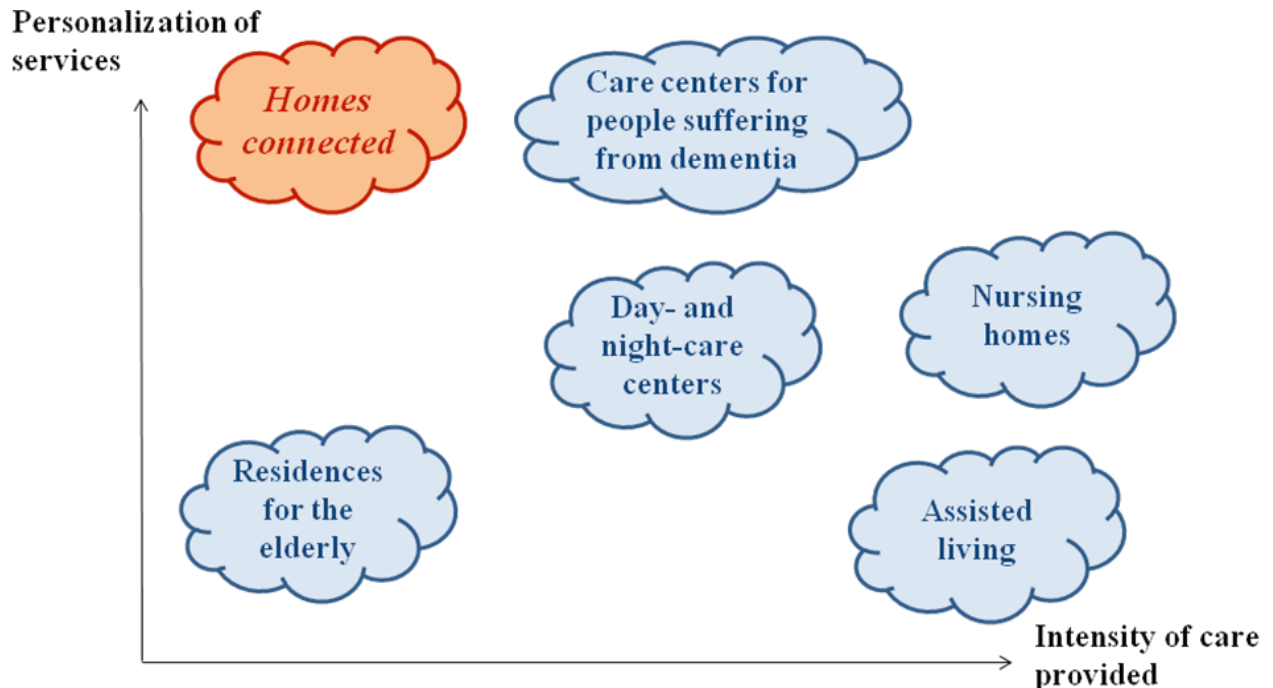 Personalization of
services
Homes
connected
Care centers for
people suffering
from dementia
Day- and
night-care
centers
Nursing
homes
Residences
for the
elderly
Assisted
living
Intensity of care
provided